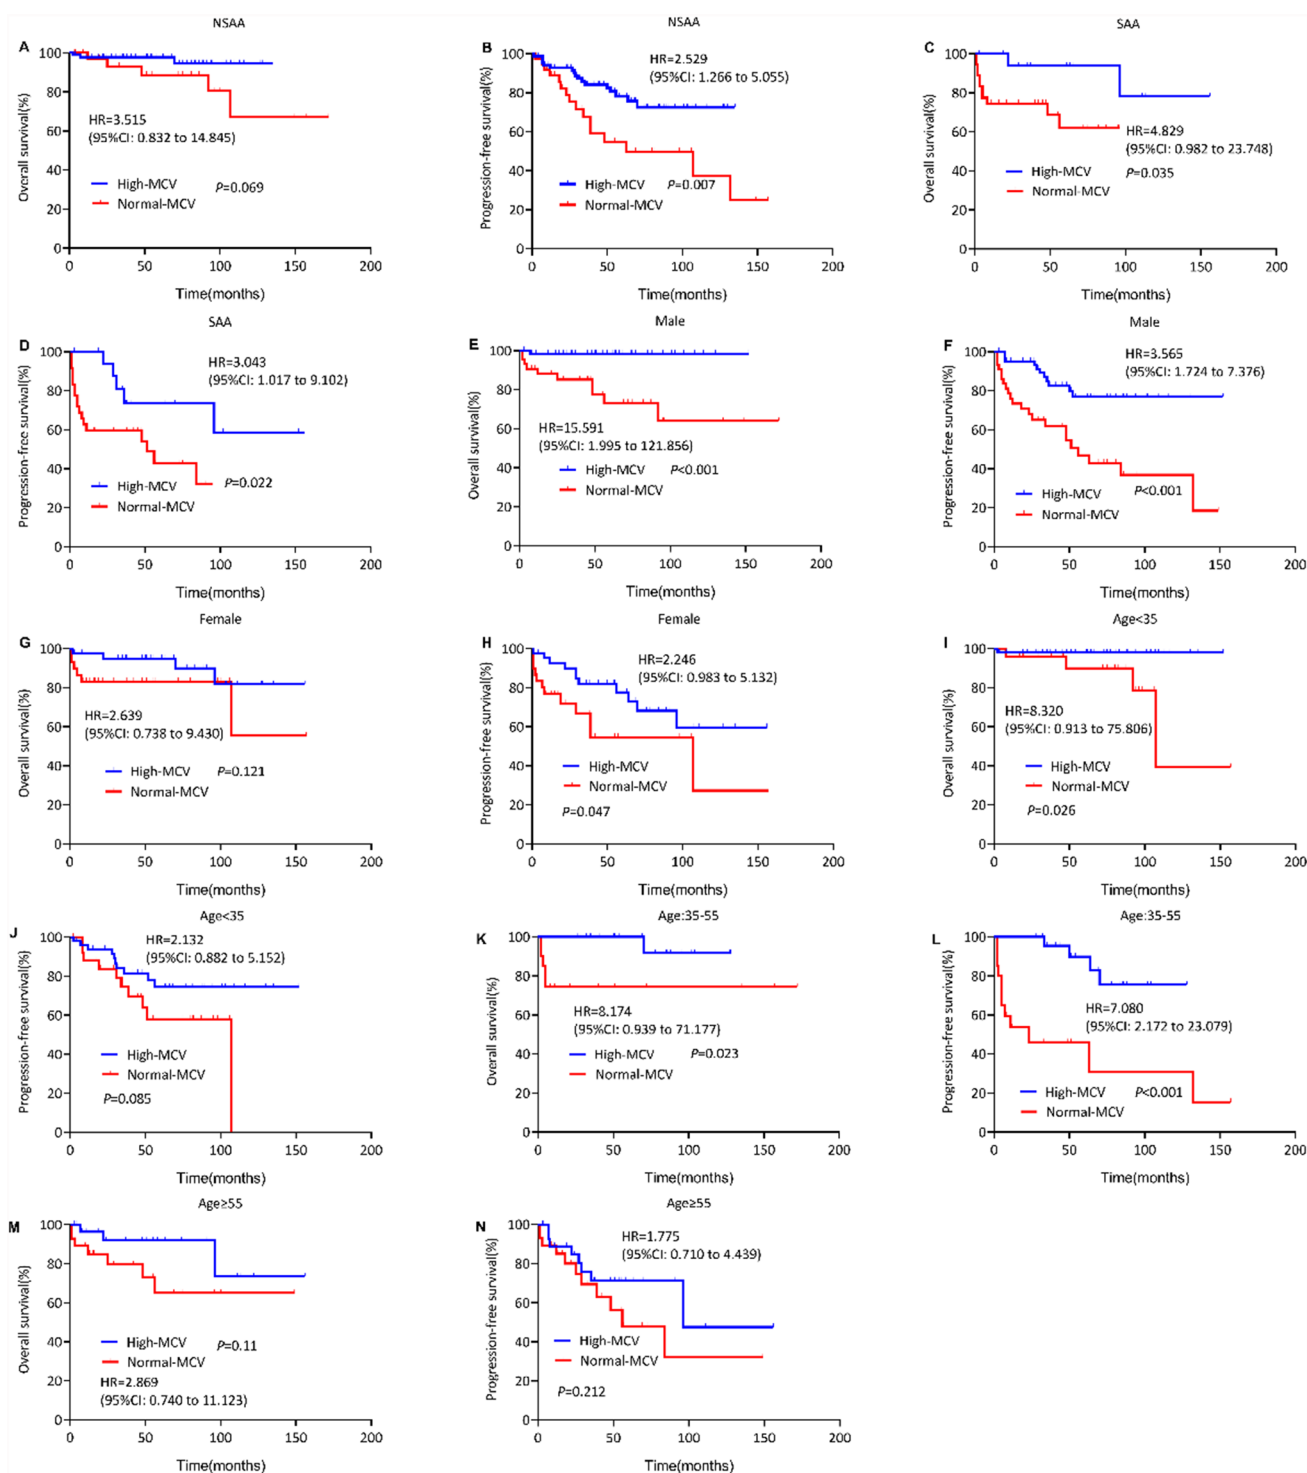 NSAA
A
Overall survival(%)
100
80
60
40
20
0
HR=3.515
(95%CI: 0.832 to 14.845)
High-MCV
Normal-MCV
P=0.069
0 50 100 150 200
Time(months)
NSAA
B
Progression-free survival(%)
100
80
60
40
20
0
HR=2.529
(95%CI: 1.266 to 5.055)
High-MCV
Normal-MCV
P=0.007
0 50 100 150 200
Time(months)
SAA
C
Overall survival(%)
100
80
60
40
20
0
HR=4.829
(95%CI: 0.982 to 23.748)
High-MCV
Normal-MCV
P=0.035
0 50 100 150 200
Time(months)
SAA
D
Progression-free survival(%)
100
80
60
40
20
0
HR=3.043
(95%CI: 1.017 to 9.102)
High-MCV
Normal-MCV
P=0.022
0 50 100 150 200
Time(months)
Male
E
Overall survival(%)
100
80
60
40
20
0
HR=15.591
(95%CI: 1.995 to 121.856)
High-MCV
Normal-MCV
P<0.001
0 50 100 150 200
Time(months)
Male
F
Progression-free survival(%)
100
80
60
40
20
0
HR=3.565
(95%CI: 1.724 to 7.376)
High-MCV
Normal-MCV
P<0.001
0 50 100 150 200
Time(months)
Female
G
Overall survival(%)
100
80
60
40
20
0
HR=2.639
(95%CI: 0.738 to 9.430)
High-MCV
Normal-MCV
P=0.121
0 50 100 150 200
Time(months)
Female
H
Progression-free survival(%)
100
80
60
40
20
0
HR=2.246
(95%CI: 0.983 to 5.132)
High-MCV
Normal-MCV
P=0.047
0 50 100 150 200
Time(months)
Age<35
I
Overall survival(%)
100
80
60
40
20
0
HR=8.320
(95%CI: 0.913 to 75.806)
High-MCV
Normal-MCV
P=0.026
0 50 100 150 200
Time(months)
Age<35
J
Progression-free survival(%)
100
80
60
40
20
0
HR=2.132
(95%CI: 0.882 to 5.152)
High-MCV
Normal-MCV
P=0.085
0 50 100 150 200
Time(months)
Age:35-55
K
Overall survival(%)
100
80
60
40
20
0
HR=8.174
(95%CI: 0.939 to 71.177)
High-MCV
Normal-MCV
P=0.023
0 50 100 150 200
Time(months)
Age:35-55
L
Progression-free survival(%)
100
80
60
40
20
0
HR=7.080
(95%CI: 2.172 to 23.079)
High-MCV
Normal-MCV
P<0.001
0 50 100 150 200
Time(months)
Age≥55
M
Overall survival(%)
100
80
60
40
20
0
High-MCV
Normal-MCV
P=0.11
HR=2.869
(95%CI: 0.740 to 11.123)
0 50 100 150 200
Time(months)
Age≥55
N
Progression-free survival(%)
100
80
60
40
20
0
HR=1.775
(95%CI: 0.710 to 4.439)
High-MCV
Normal-MCV
P=0.212
0 50 100 150 200
Time(months)